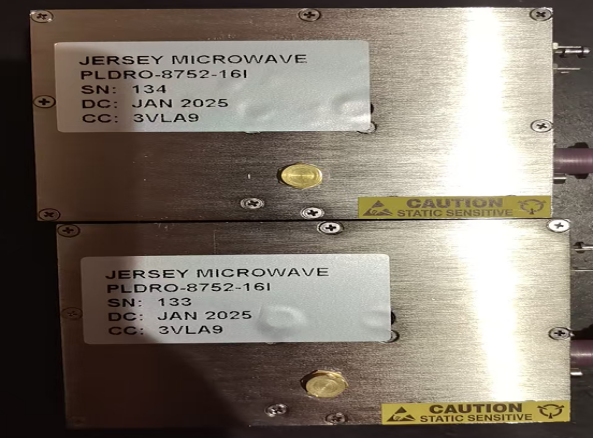 JERSEY MICROWAVE
PLDRO-8752-16I
SN: 134
DC: JAN 2025
CC: 3VLA9
CAUTION
STATIC SENSITIVE
JERSEY MICROWAVE
PLDRO-8752-16I
SN: 133
DC: JAN 2025
CC: 3VLA9
CAUTION
STATIC SENSITIVE